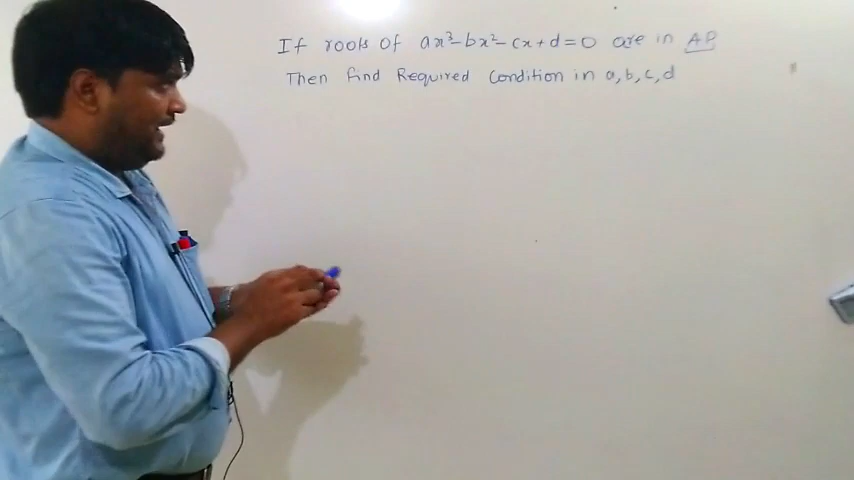 If roots of ax³-bx²-cx+d=0 are in AP
Then find Required Condition in a,b,c,d